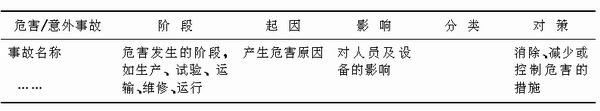 危害/意外事故 阶 段 起 因 影 响 分 类 对 策
事故名称 危害发生的阶段, 产生危害原因 对人员及设 消除、减少或
如生产、试验、运 备的影响 控制危害的
…… 输、维修、运行 措施